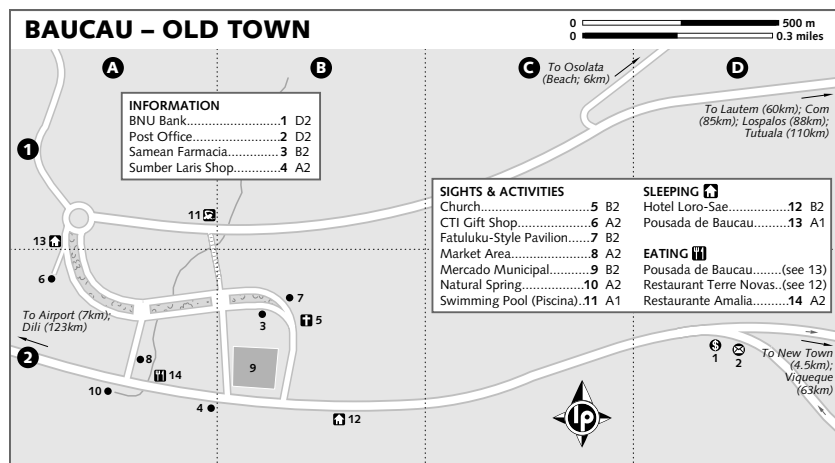 BAUCAU – OLD TOWN
0 500 m
0 0.3 miles
A
B
C
D
To Osolata
(Beach; 6km)
To Lautem (60km); Com
(85km); Lospalos (88km);
Tutuala (110km)
INFORMATION
BNU Bank..............................1 D2
Post Office............................2 D2
Samean Farmacia................3 B2
Sumber Laris Shop..............4 A2
1
SIGHTS & ACTIVITIES
Church..................................5 B2
CTI Gift Shop........................6 A2
Fatuluku-Style Pavilion.......7 B2
Market Area..........................8 A2
Mercado Municipal..............9 B2
Natural Spring....................10 A2
Swimming Pool (Piscina).11 A1
SLEEPING
Hotel Loro-Sae....................12 B2
Pousada de Baucau............13 A1
EATING
Pousada de Baucau.......(see 13)
Restaurant Terre Novas..(see 12)
Restaurante Amalia..........14 A2
11
13
6
7
3
5
To Airport (7km);
Dili (123km)
2
8
14
9
10
4
12
$
1
2
To New Town
(4.5km);
Viqueque
(63km)
lp